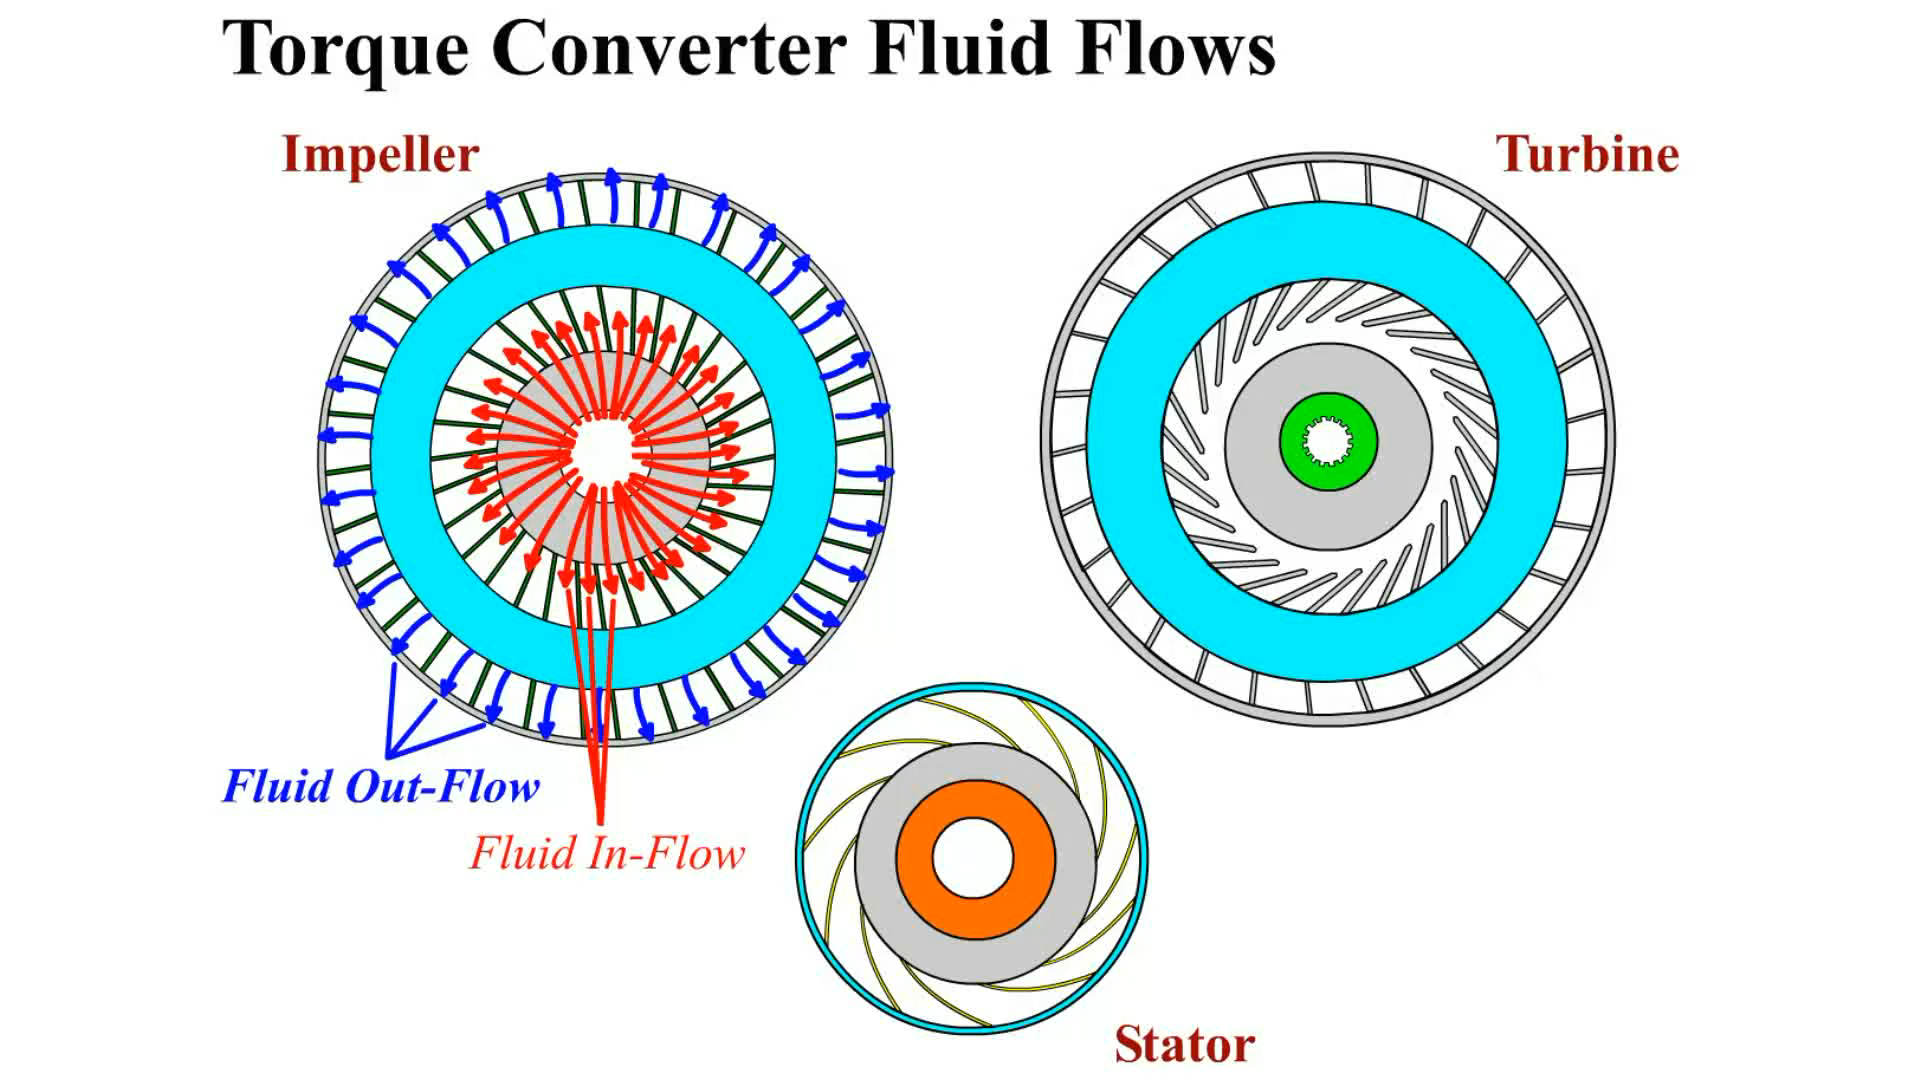 Torque Converter Fluid Flows
Impeller
Turbine
Fluid Out-Flow
Fluid In-Flow
Stator